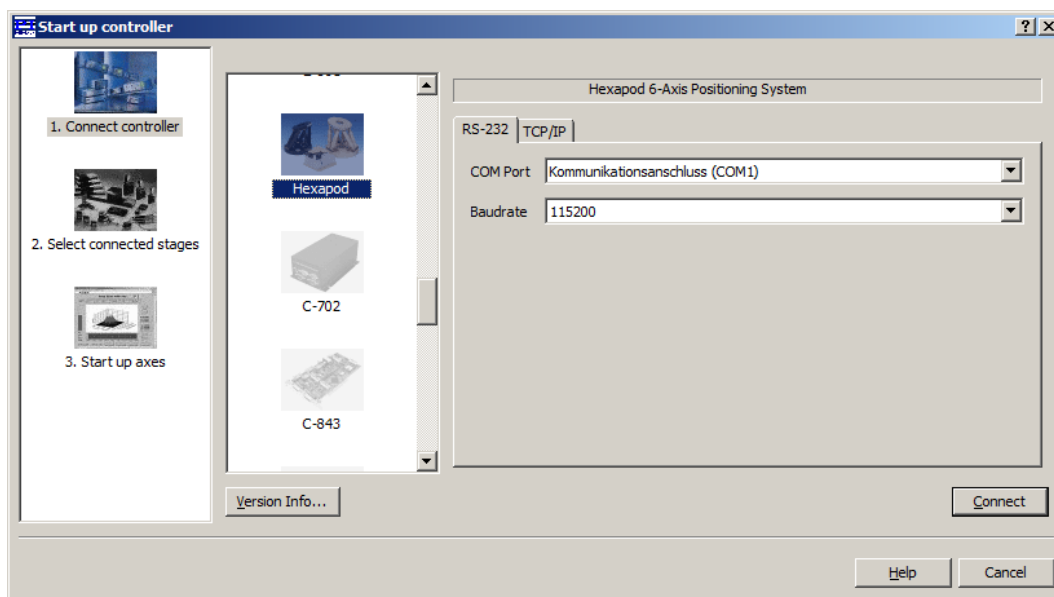 Start up controller
1. Connect controller
2. Select connected stages
3. Start up axes
Hexapod
C-702
C-843
Version Info...
Hexapod 6-Axis Positioning System
RS-232
TCP/IP
COM Port
Kommunikationsanschluss (COM1)
Baudrate
115200
Connect
Help
Cancel